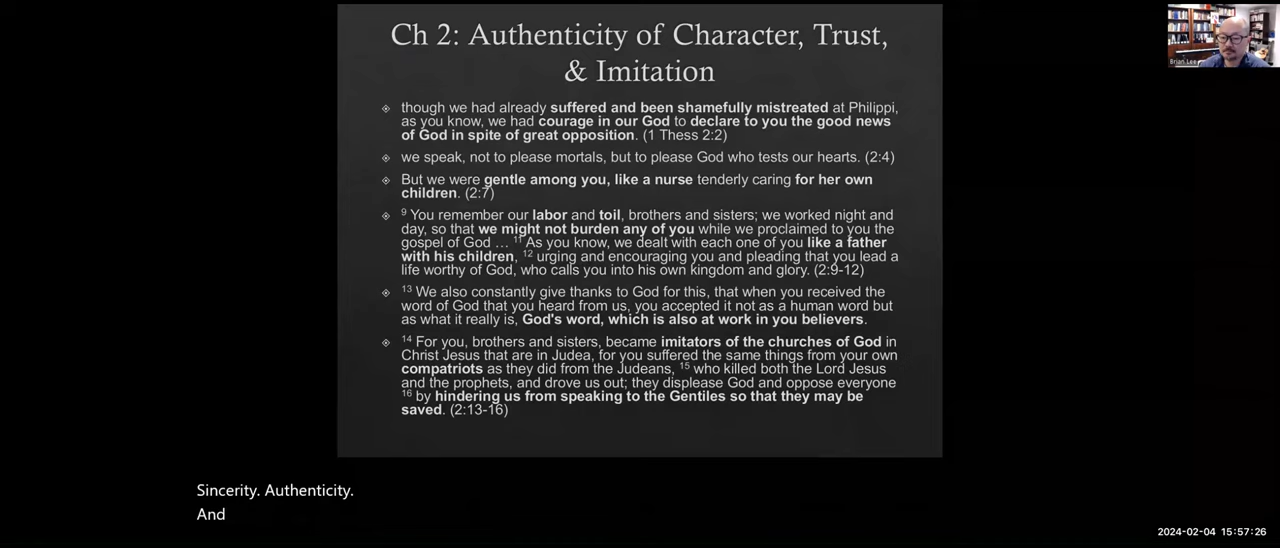 Ch 2: Authenticity of Character, Trust,
& Imitation
though we had already suffered and been shamefully mistreated at Philippi,
as you know, we had courage in our God to declare to you the good news
of God in spite of great opposition. (1 Thess 2:2)
we speak, not to please mortals, but to please God who tests our hearts. (2:4)
But we were gentle among you, like a nurse tenderly caring for her own
children. (2:7)
9 You remember our labor and toil, brothers and sisters; we worked night and
day, so that we might not burden any of you while we proclaimed to you the
gospel of God ... 11 As you know, we dealt with each one of you like a father
with his children, 12 urging and encouraging you and pleading that you lead a
life worthy of God, who calls you into his own kingdom and glory. (2:9-12)
13 We also constantly give thanks to God for this, that when you received the
word of God that you heard from us, you accepted it not as a human word but
as what it really is, God's word, which is also at work in you believers.
14 For you, brothers and sisters, became imitators of the churches of God in
Christ Jesus that are in Judea, for you suffered the same things from your own
compatriots as they did from the Judeans, 15 who killed both the Lord Jesus
and the prophets, and drove us out; they displease God and oppose everyone
16 by hindering us from speaking to the Gentiles so that they may be
saved. (2:13-16)
Brian Lee
Sincerity. Authenticity.
And
2024-02-04 15:57:26